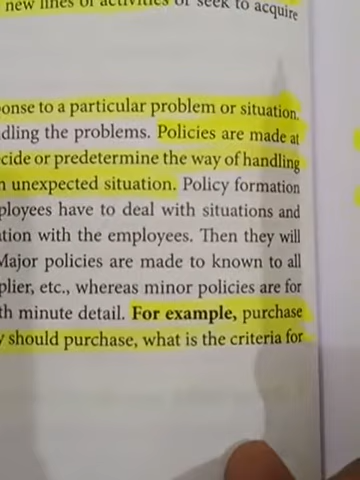 new lines of activities or seek to acquire
onse to a particular problem or situation.
dling the problems. Policies are made at
cide or predetermine the way of handling
n unexpected situation. Policy formation
ployees have to deal with situations and
tion with the employees. Then they will
Major policies are made to known to all
plier, etc., whereas minor policies are for
th minute detail. For example, purchase
y should purchase, what is the criteria for